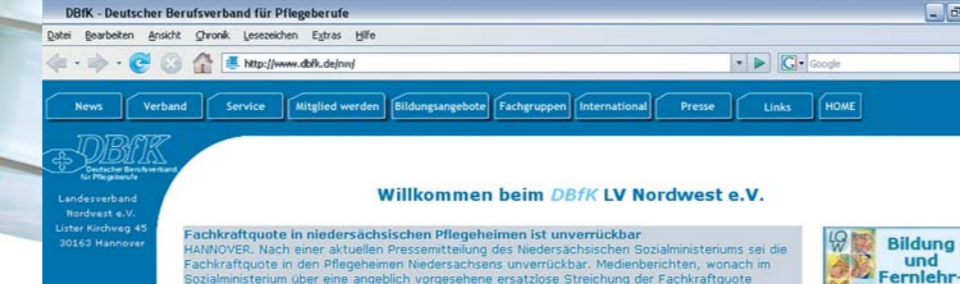 DBfK - Deutscher Berufsverband für Pflegeberufe
Datei Bearbeiten Ansicht Chronik Lesezeichen Extras Hilfe
http://www.dbfk.de/nw/
Google
News Verband Service Mitglied werden Bildungsangebote Fachgruppen International Presse Links HOME
DBfK
Deutscher Berufsverband
für Pflegeberufe
Landesverband
Nordwest e.V.
Lister Kirchweg 45
30163 Hannover
Willkommen beim DBfK LV Nordwest e.V.
Fachkraftquote in niedersächsischen Pflegeheimen ist unverrückbar
HANNOVER. Nach einer aktuellen Pressemitteilung des Niedersächsischen Sozialministeriums sei die
Fachkraftquote in den Pflegeheimen Niedersachsens unverrückbar. Medienberichten, wonach im
Sozialministerium über eine angeblich vorgesehene ersatzlose Streichung der Fachkraftquote
Bildung
und
Fernlehr-